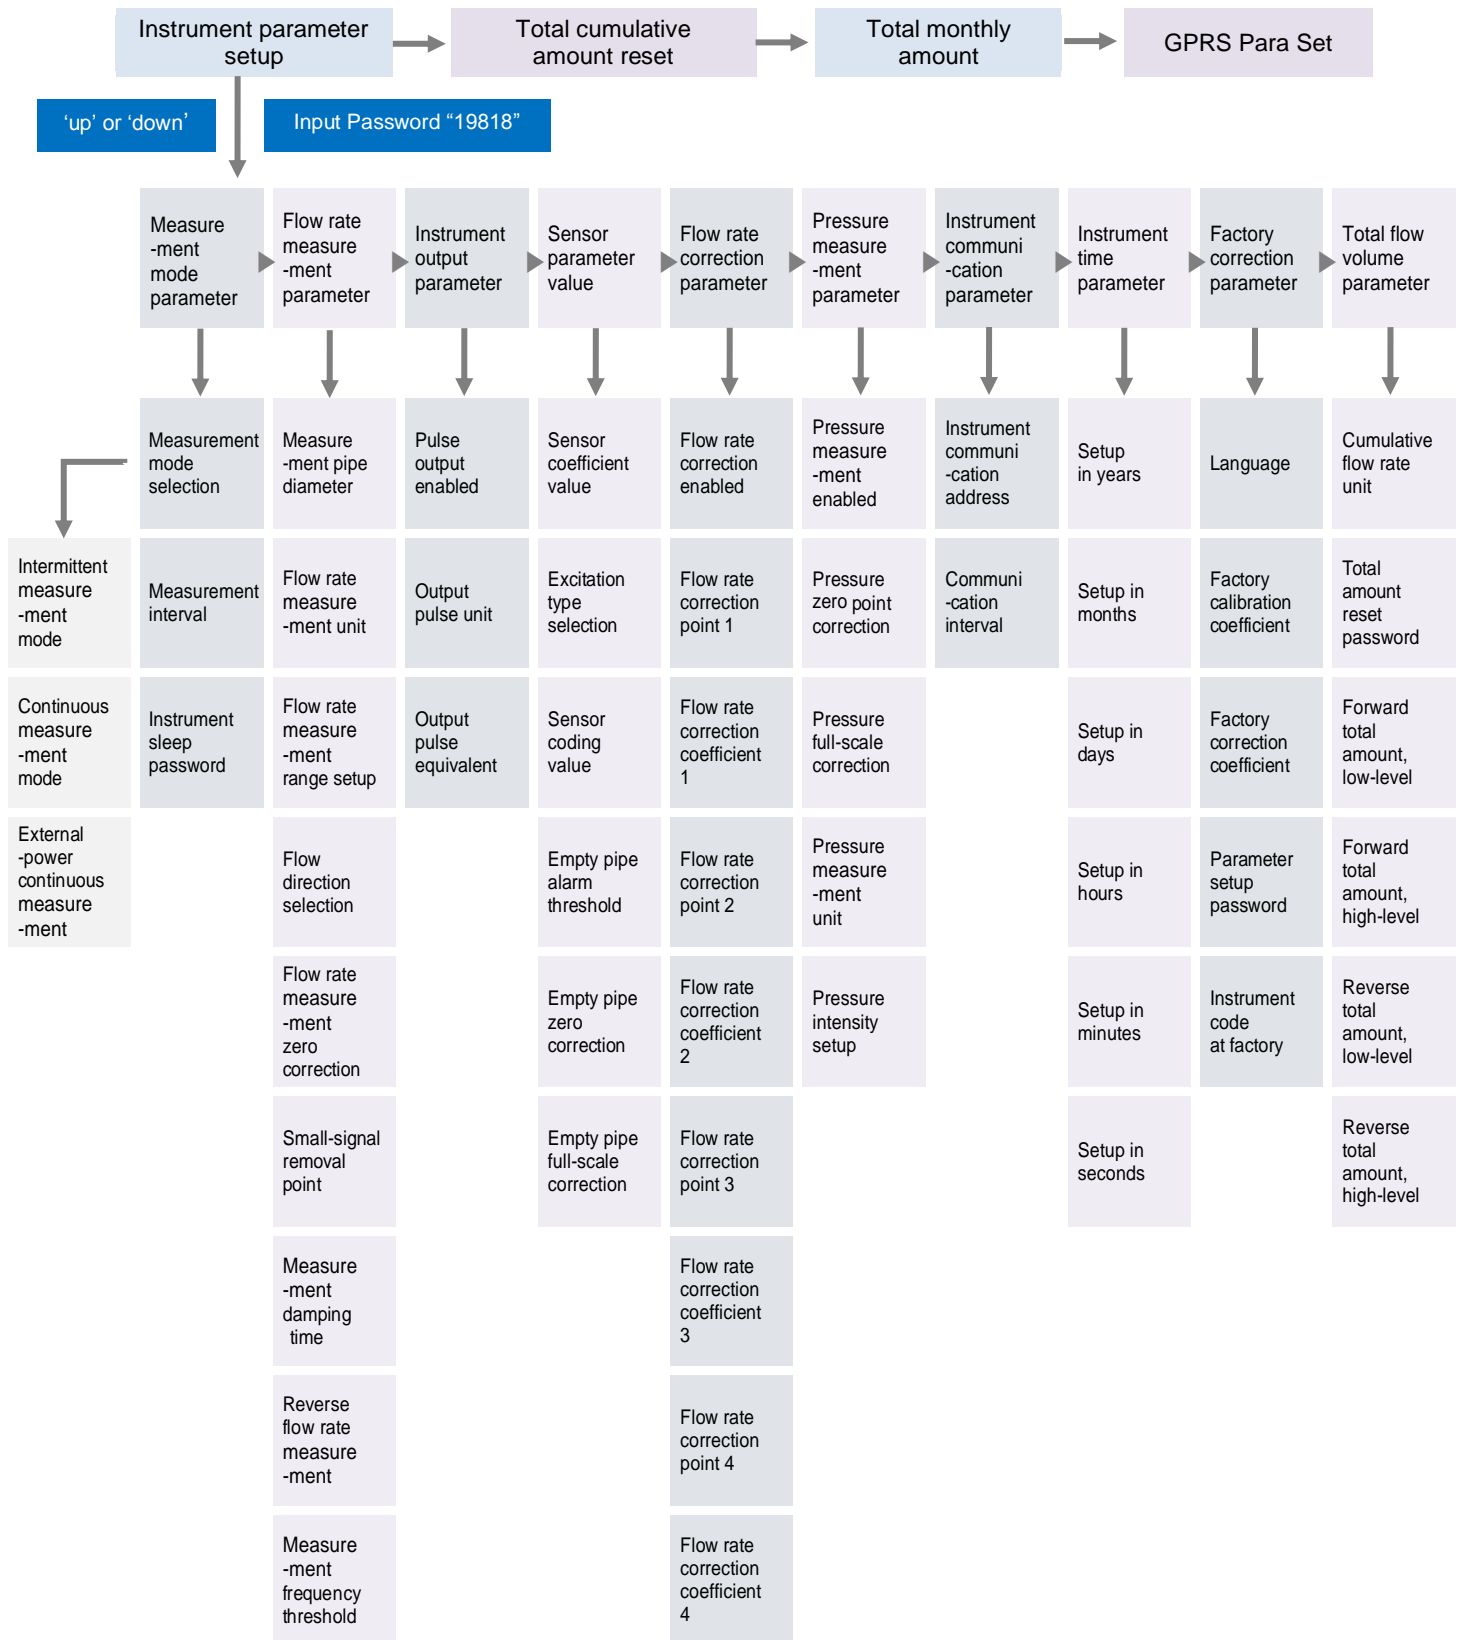 Instrument parameter
setup
Total cumulative
amount reset
Total monthly
amount
GPRS Para Set
‘up’ or ‘down’
Input Password “19818”
Measure
-ment
mode
parameter
Flow rate
measure
-ment
parameter
Instrument
output
parameter
Sensor
parameter
value
Flow rate
correction
parameter
Pressure
measure
-ment
parameter
Instrument
communi
-cation
parameter
Instrument
time
parameter
Factory
correction
parameter
Total flow
volume
parameter
Measurement
mode
selection
Measure
-ment pipe
diameter
Pulse
output
enabled
Sensor
coefficient
value
Flow rate
correction
enabled
Pressure
measure
-ment
enabled
Instrument
communi
-cation
address
Setup
in years
Language
Cumulative
flow rate
unit
Intermittent
measure
-ment
mode
Measurement
interval
Flow rate
measure
-ment unit
Output
pulse unit
Excitation
type
selection
Flow rate
correction
point 1
Pressure
zero point
correction
Communi
-cation
interval
Setup in
months
Factory
calibration
coefficient
Total
amount
reset
password
Continuous
measure
-ment
mode
Instrument
sleep
password
Flow rate
measure
-ment
range setup
Output
pulse
equivalent
Sensor
coding
value
Flow rate
correction
coefficient
1
Pressure
full-scale
correction
Setup in
days
Factory
correction
coefficient
Forward
total
amount,
low-level
External
-power
continuous
measure
-ment
Flow
direction
selection
Empty pipe
alarm
threshold
Flow rate
correction
point 2
Pressure
measure
-ment
unit
Setup in
hours
Parameter
setup
password
Forward
total
amount,
high-level
Flow rate
measure
-ment
zero
correction
Empty pipe
zero
correction
Flow rate
correction
coefficient
2
Pressure
intensity
setup
Setup in
minutes
Instrument
code
at factory
Reverse
total
amount,
low-level
Small-signal
removal
point
Empty pipe
full-scale
correction
Flow rate
correction
point 3
Setup in
seconds
Reverse
total
amount,
high-level
Measure
-ment
damping
time
Flow rate
correction
coefficient
3
Reverse
flow rate
measure
-ment
Flow rate
correction
point 4
Measure
-ment
frequency
threshold
Flow rate
correction
coefficient
4